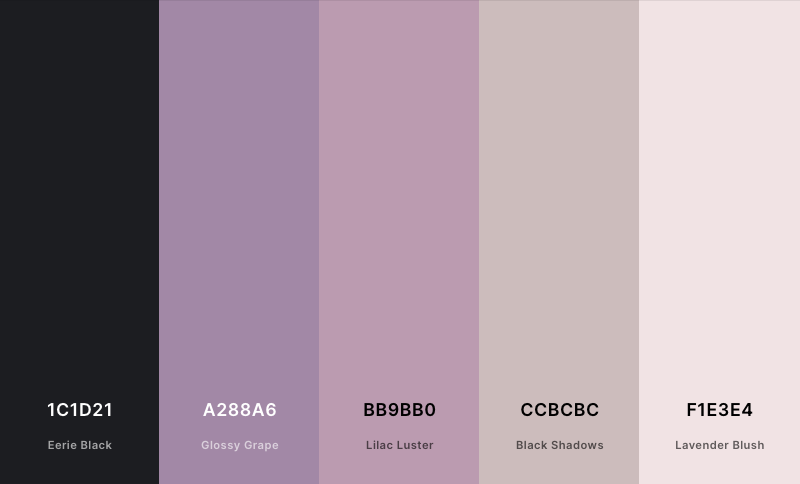 1C1D21
Eerie Black
A288A6
Glossy Grape
BB9BB0
Lilac Luster
CCBCBC
Black Shadows
F1E3E4
Lavender Blush